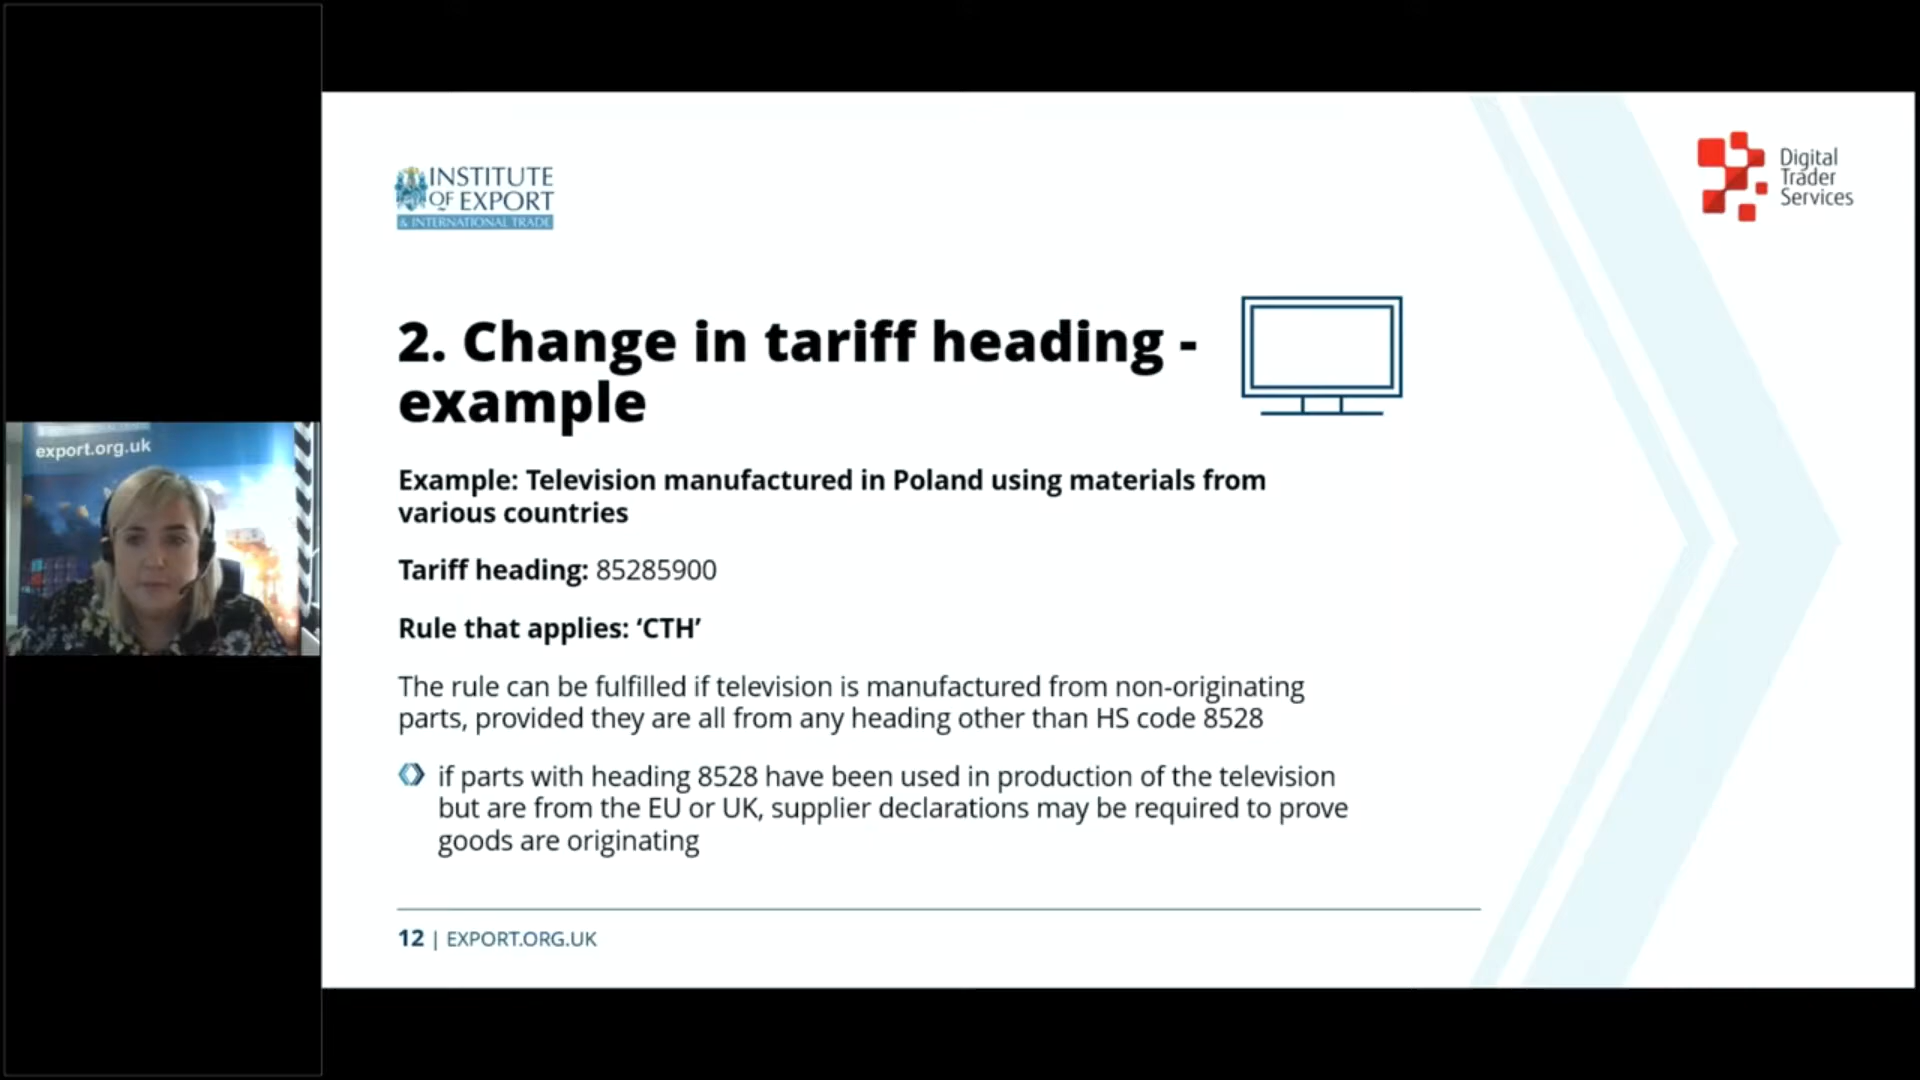 INSTITUTE
OF EXPORT
& INTERNATIONAL TRADE
Digital
Trader
Services
2. Change in tariff heading -
example
Example: Television manufactured in Poland using materials from
various countries
Tariff heading: 85285900
Rule that applies: ‘CTH’
The rule can be fulfilled if television is manufactured from non-originating
parts, provided they are all from any heading other than HS code 8528
if parts with heading 8528 have been used in production of the television
but are from the EU or UK, supplier declarations may be required to prove
goods are originating
12 | EXPORT.ORG.UK
export.org.uk